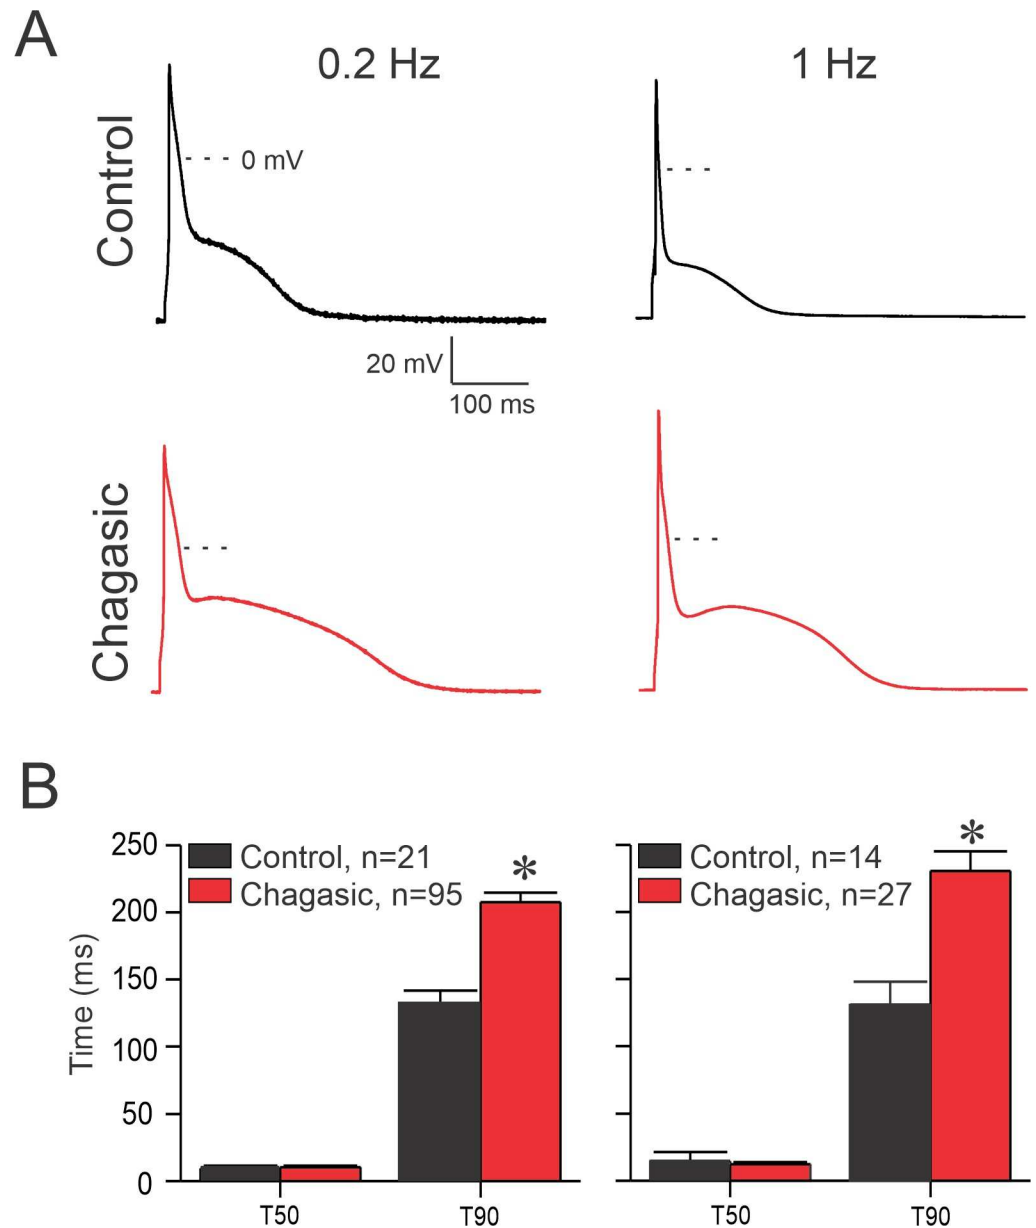 A
0.2 Hz
1 Hz
Control
0 mV
20 mV
100 ms
Chagasic
B
Time (ms)
250
200
150
100
50
0
Control, n=21
Chagasic, n=95
*
T50
T90
Control, n=14
Chagasic, n=27
*
T50
T90